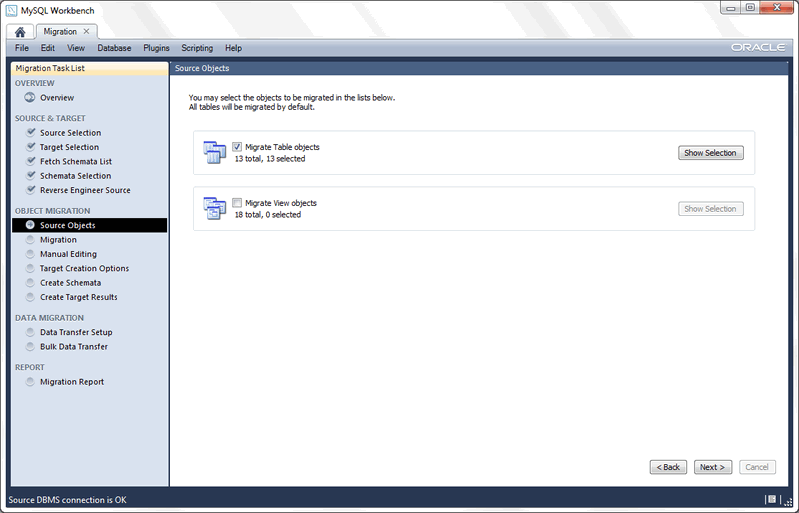 MySQL Workbench
Migration
File Edit View Database Plugins Scripting Help
ORACLE
Migration Task List
OVERVIEW
Overview
SOURCE & TARGET
Source Selection
Target Selection
Fetch Schemata List
Schemata Selection
Reverse Engineer Source
OBJECT MIGRATION
Source Objects
Migration
Manual Editing
Target Creation Options
Create Schemata
Create Target Results
DATA MIGRATION
Data Transfer Setup
Bulk Data Transfer
REPORT
Migration Report
Source Objects
You may select the objects to be migrated in the lists below.
All tables will be migrated by default.
Migrate Table objects
13 total, 13 selected
Show Selection
Migrate View objects
18 total, 0 selected
Show Selection
< Back Next > Cancel
Source DBMS connection is OK